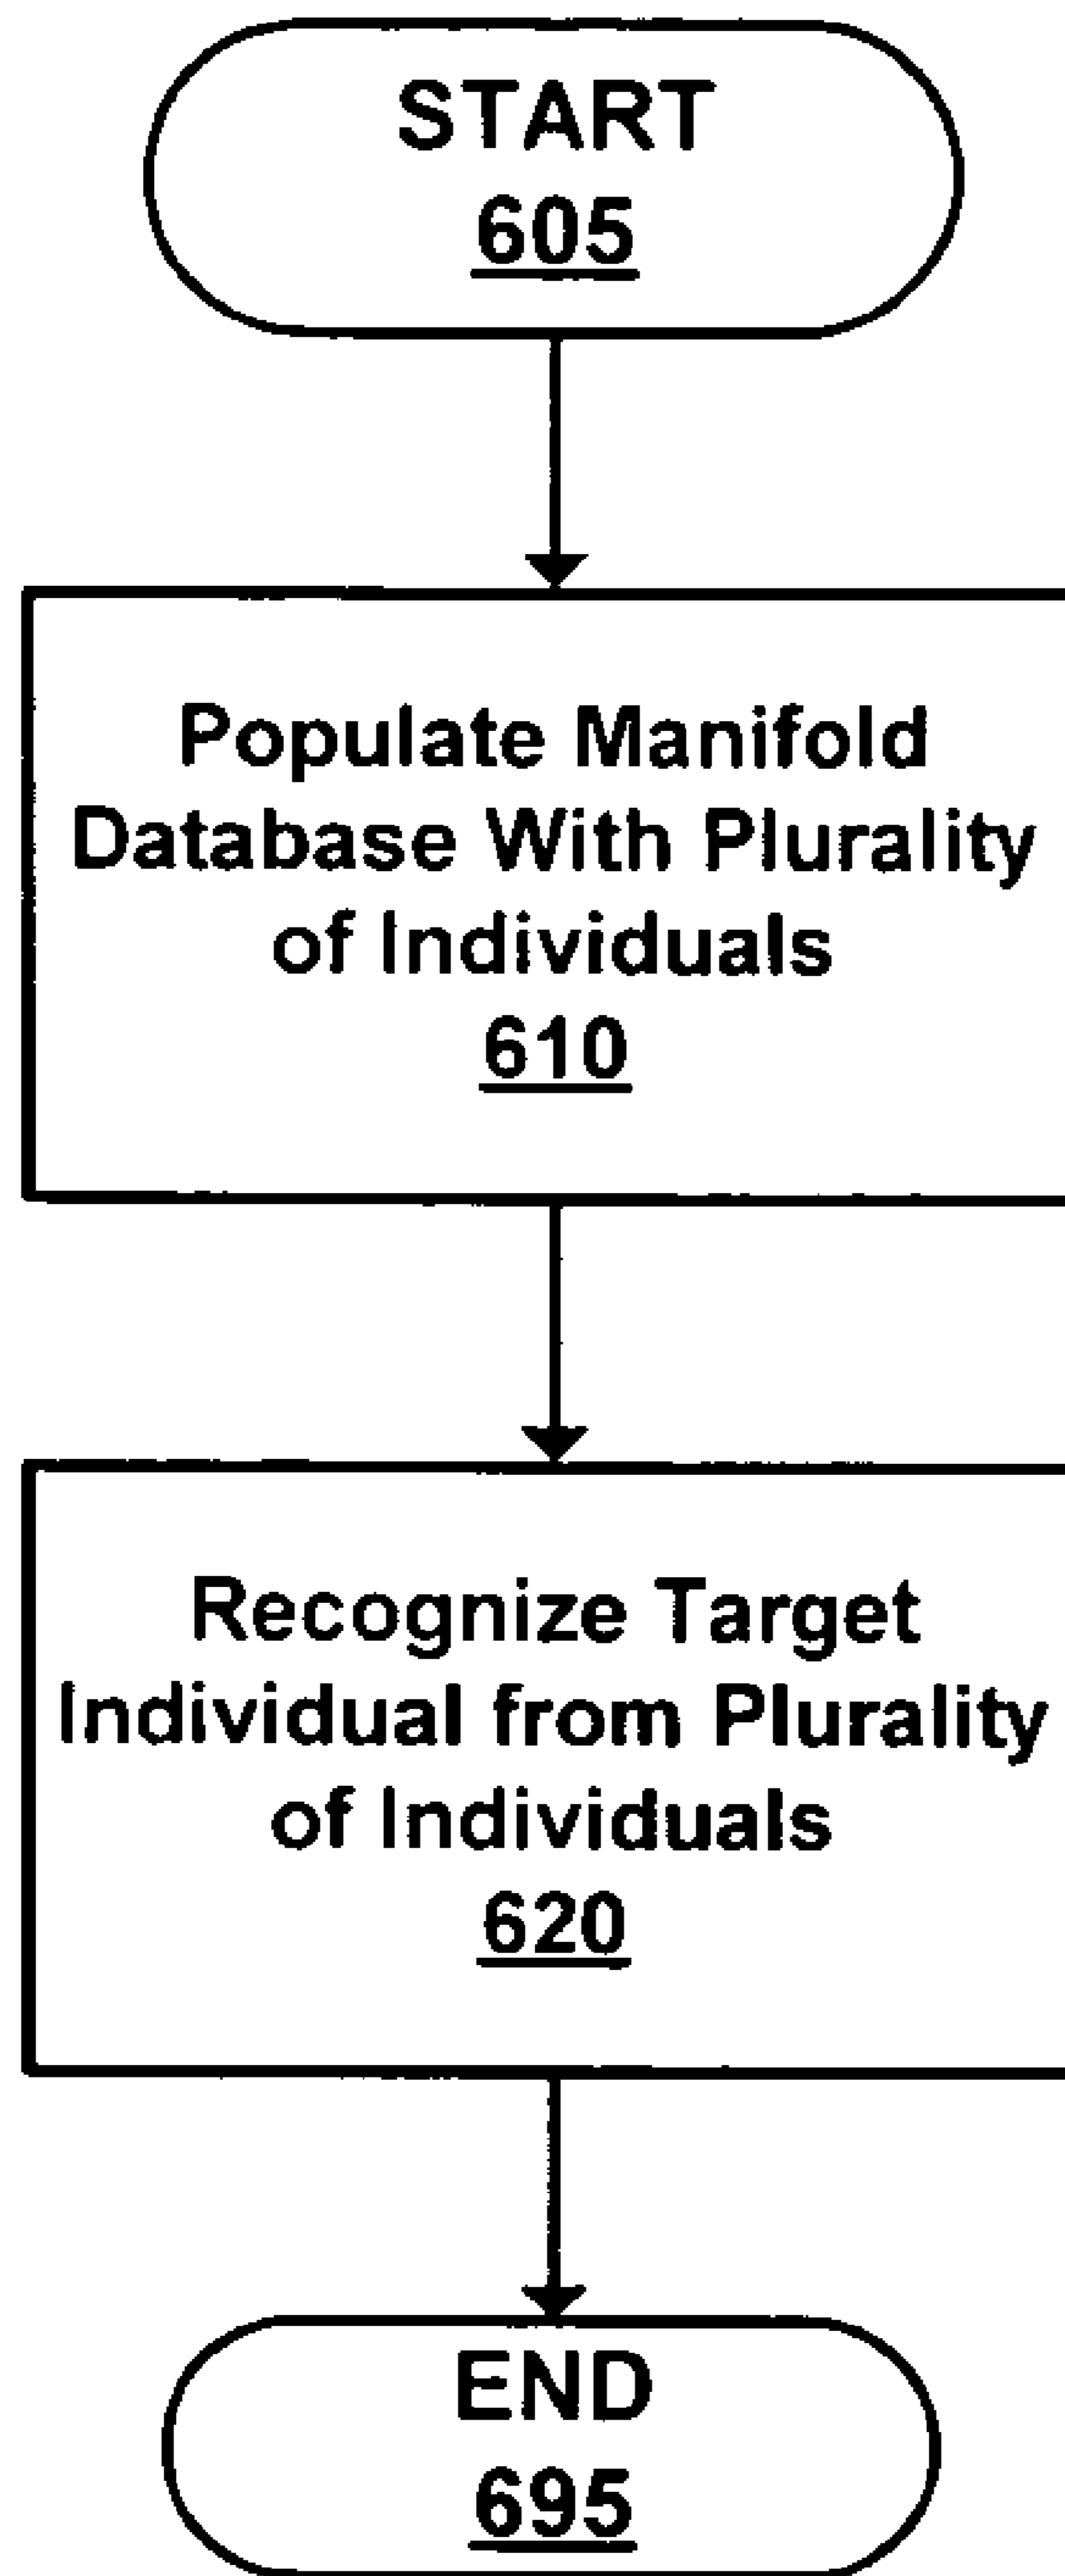 START
605
Populate Manifold
Database With Plurality
of Individuals
610
Recognize Target
Individual from Plurality
of Individuals
620
END
695